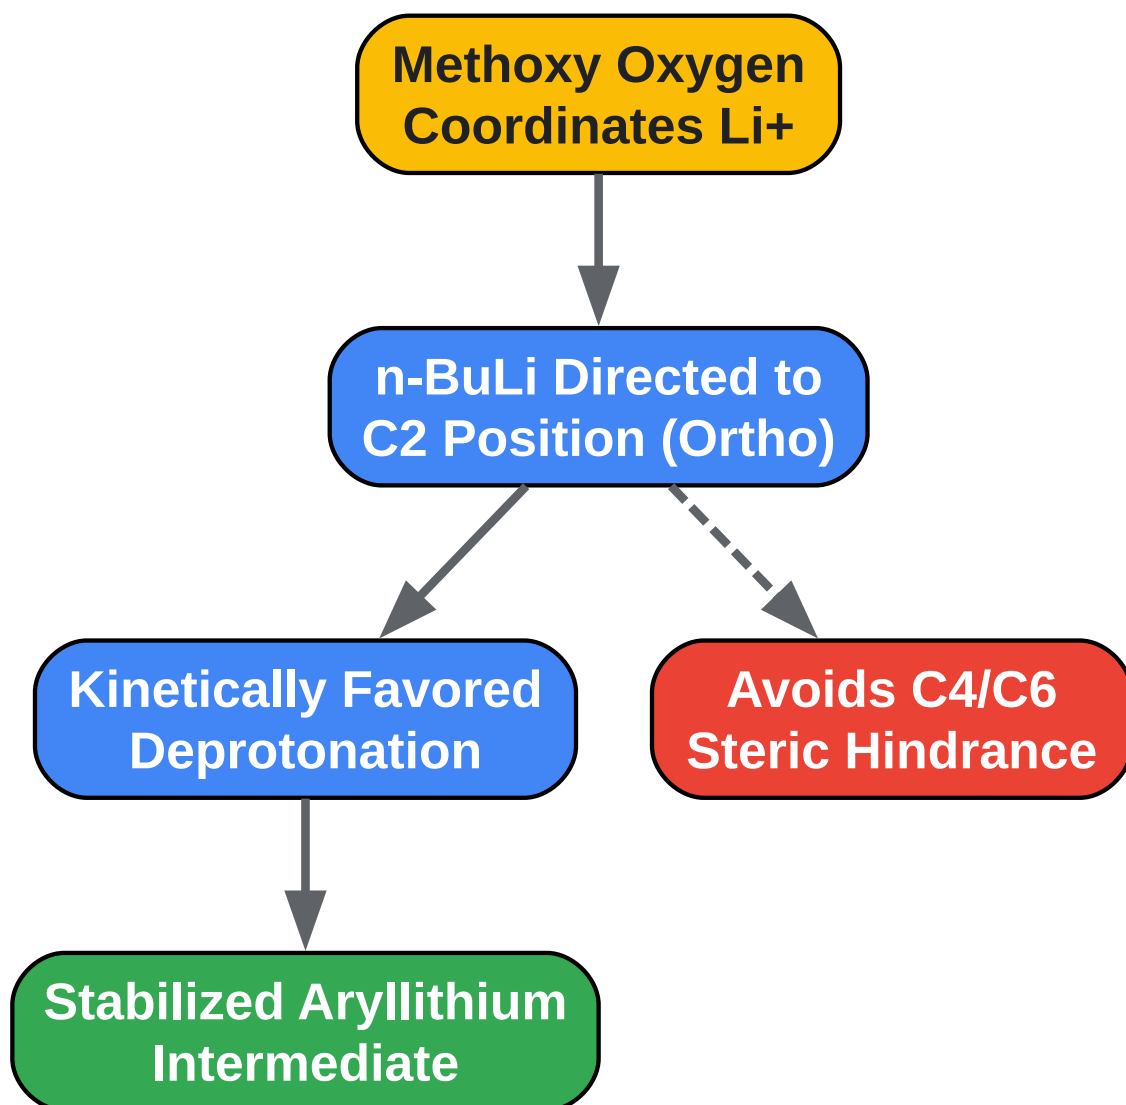 Methoxy Oxygen
Coordinates Li+
n-BuLi Directed to
C2 Position (Ortho)
Kinetically Favored
Deprotonation
Avoids C4/C6
Steric Hindrance
Stabilized Aryllithium
Intermediate